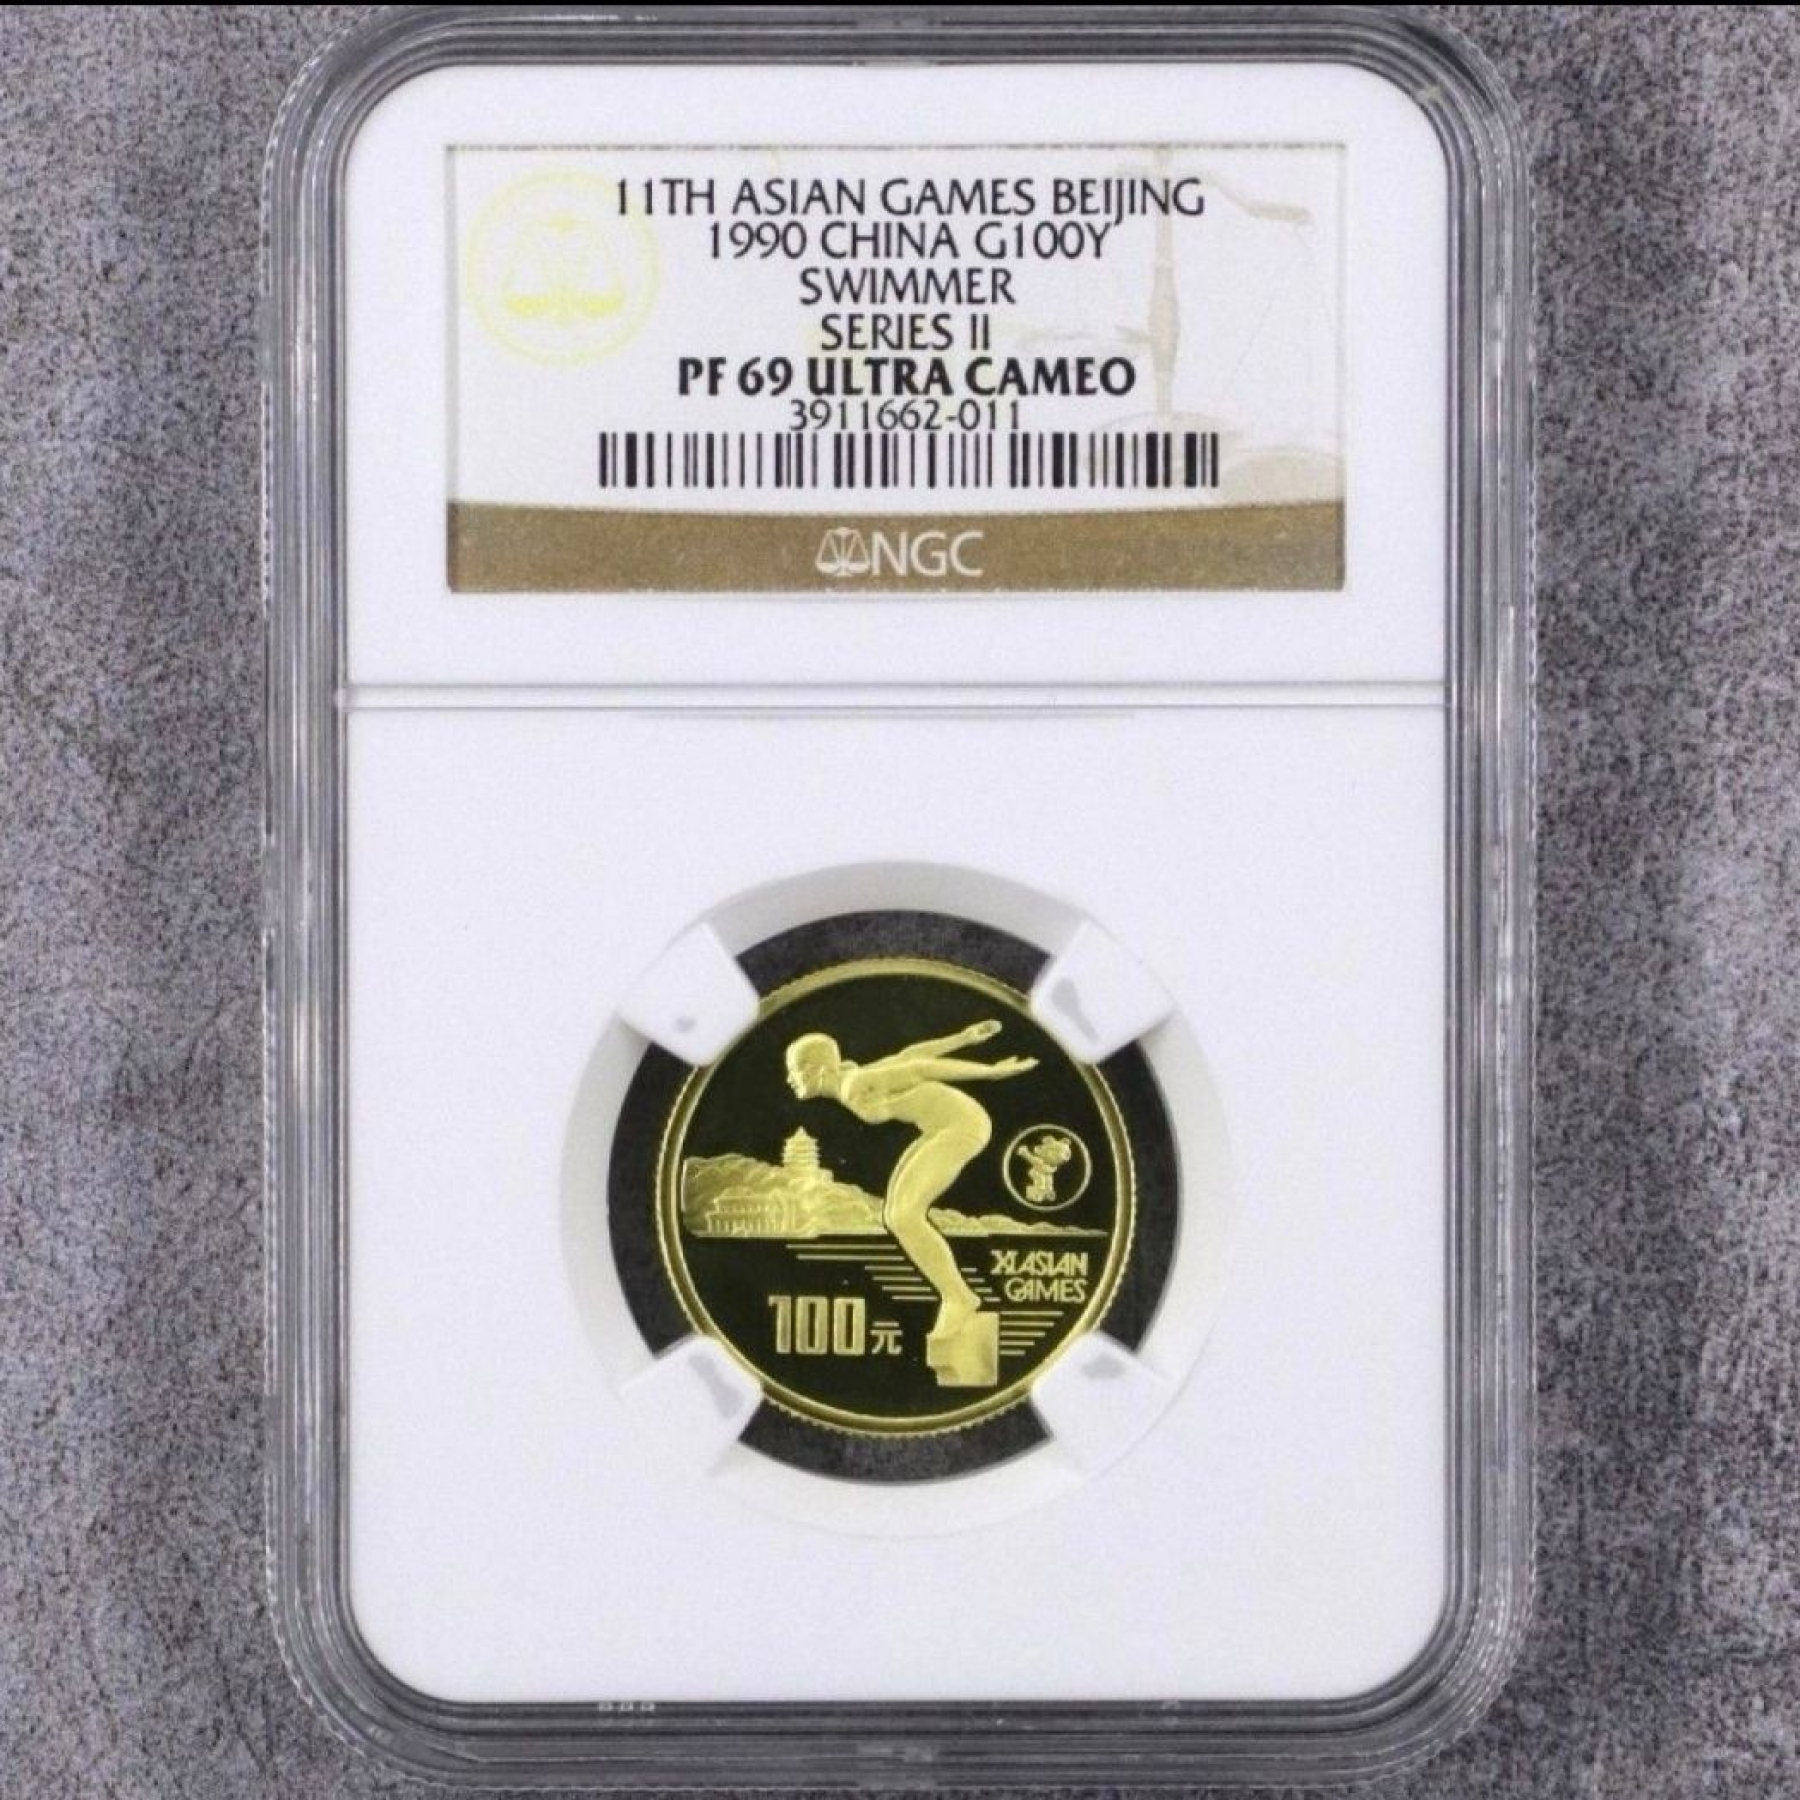 11TH ASIAN GAMES BEIJING
1990 CHINA G100Y
SWIMMER
SERIES II
PF 69 ULTRA CAMEO
3911662-011
NGC
XI ASIAN
GAMES
100元